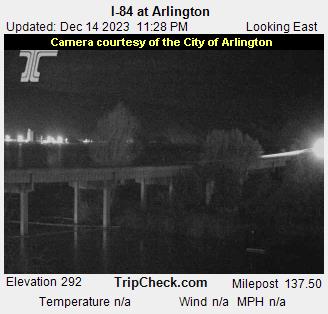 I-84 at Arlington
Updated: Dec 14 2023 11:28 PM Looking East
Camera courtesy of the City of Arlington
Elevation 292 TripCheck.com Milepost 137.50
Temperature n/a Wind n/a MPH n/a